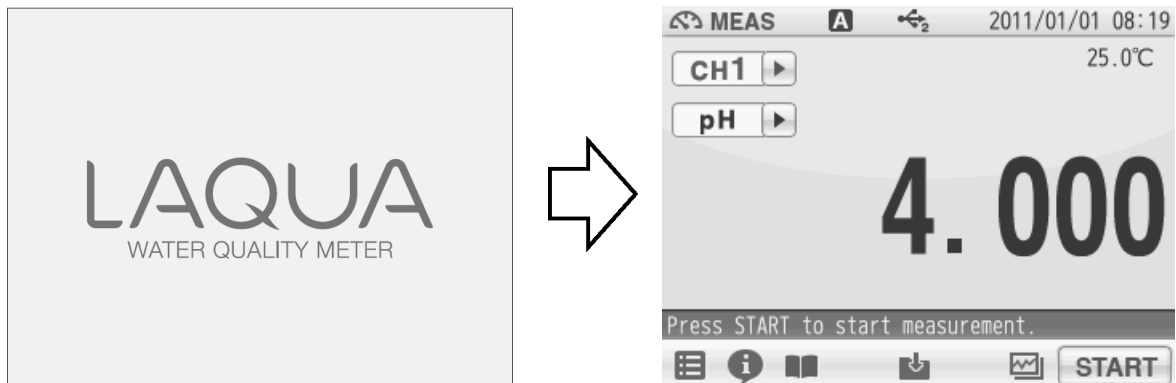 LAQUA
WATER QUALITY METER
MEAS A 2 2011/01/01 08:19
25.0℃
CH1
pH
4.000
Press START to start measurement.
START